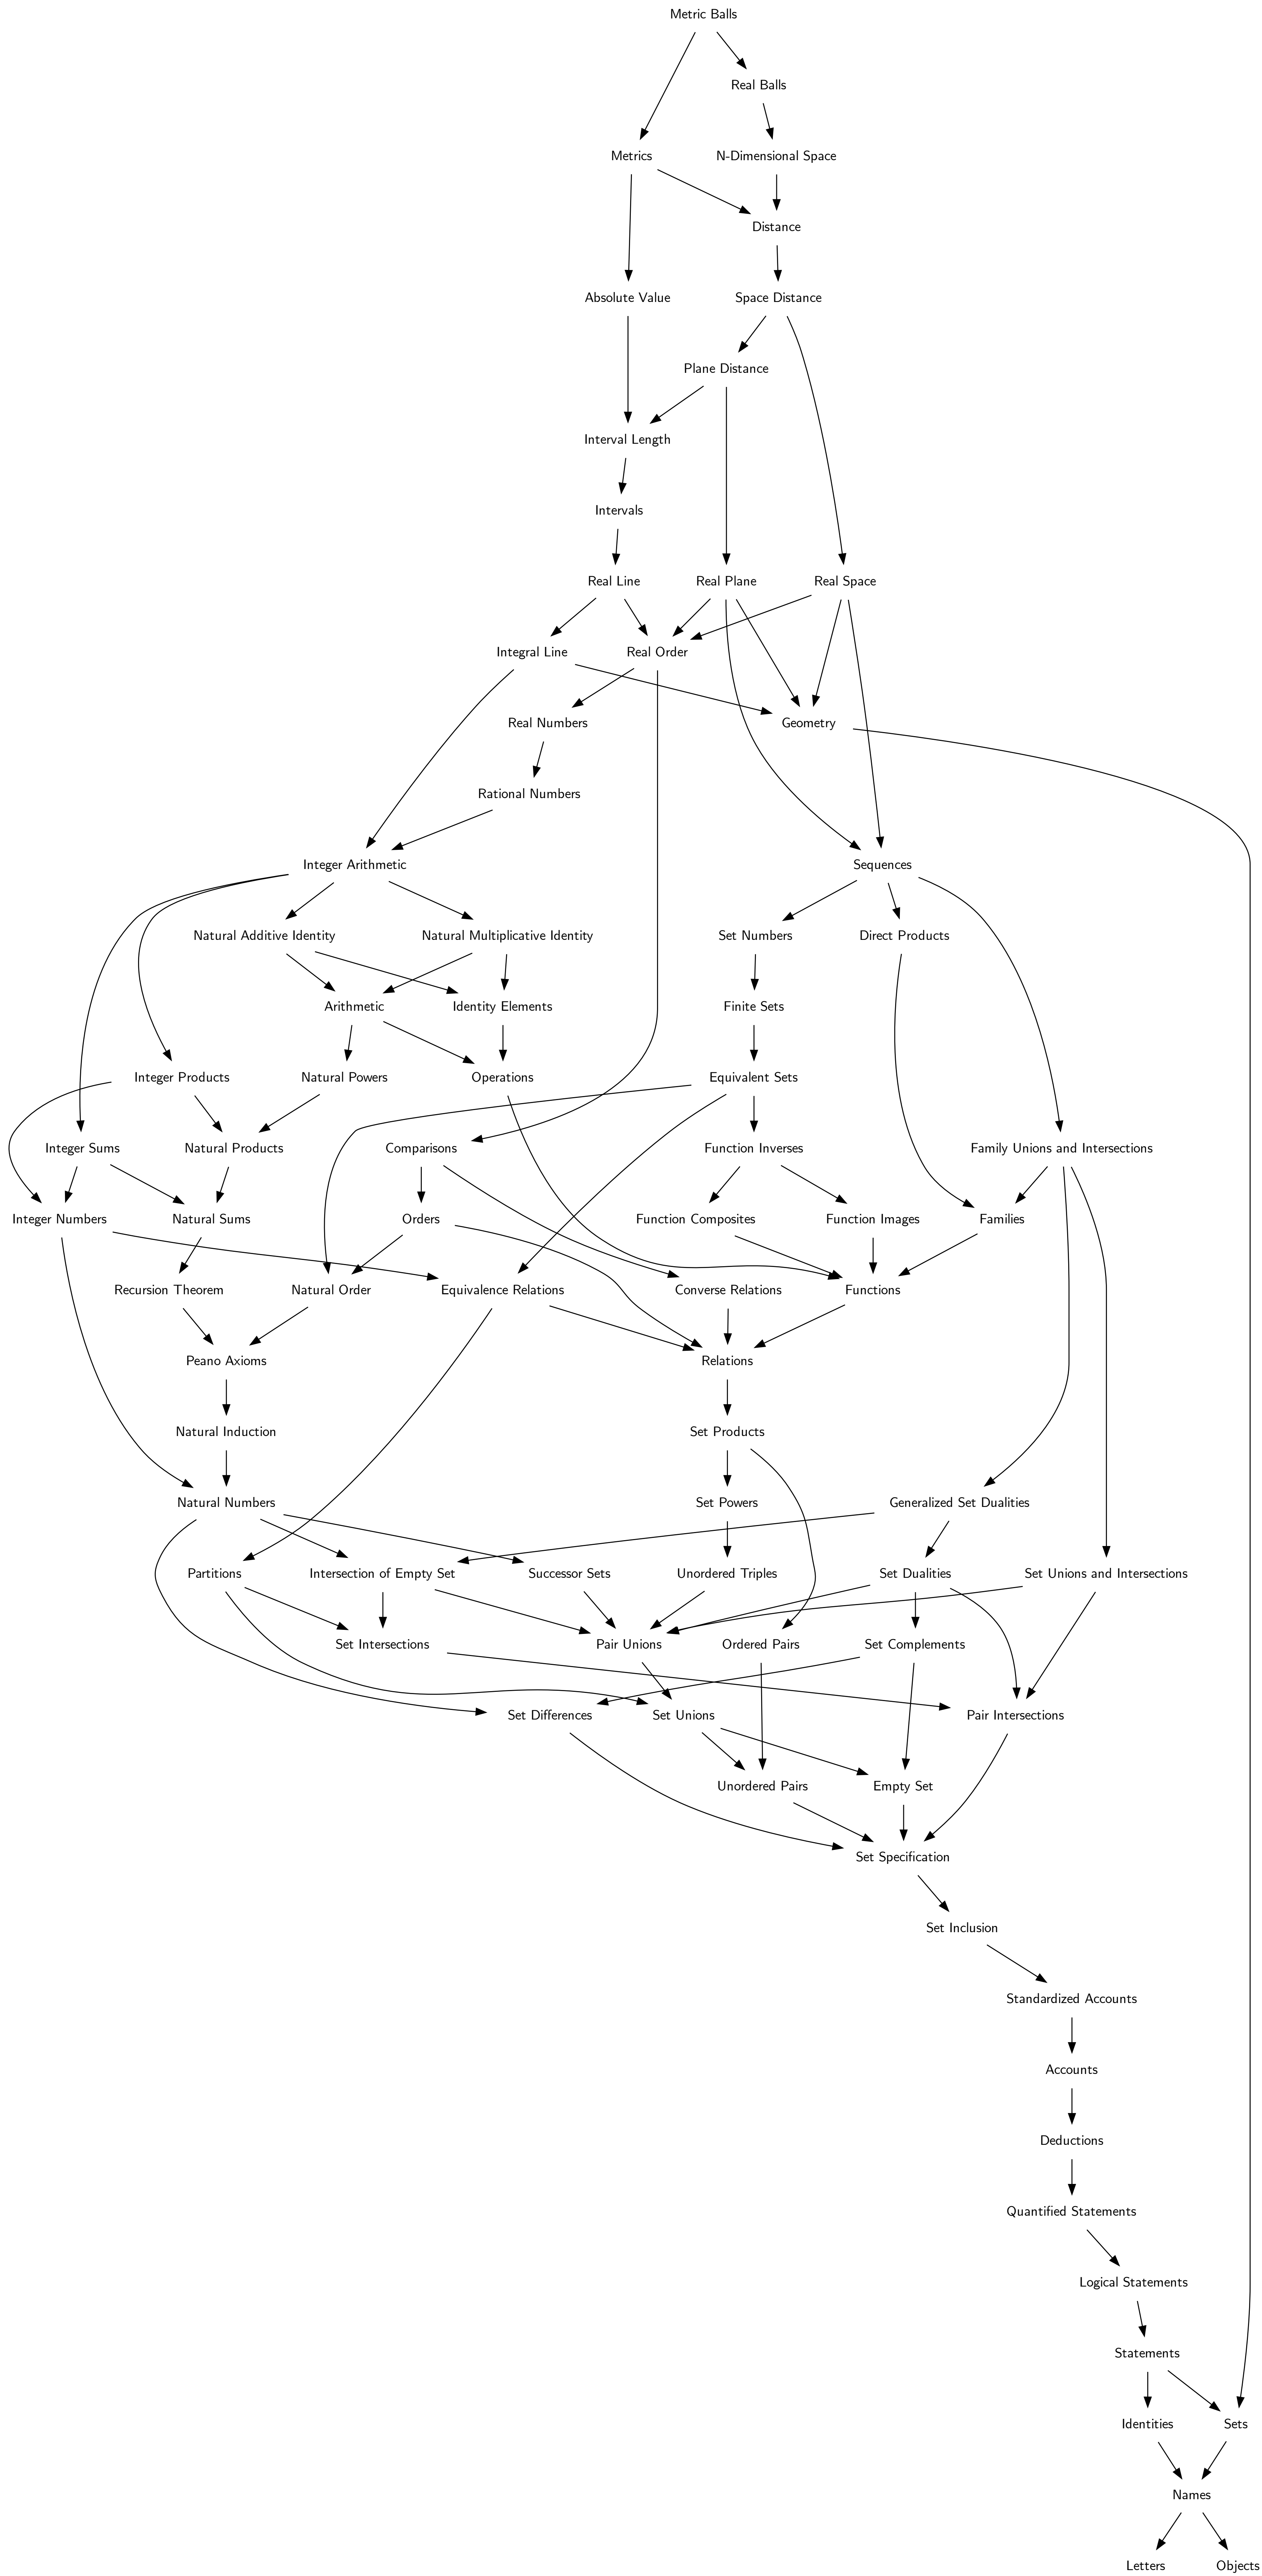 Metric Balls
Real Balls
Metrics
N-Dimensional Space
Distance
Absolute Value
Space Distance
Plane Distance
Interval Length
Intervals
Real Line
Real Plane
Real Space
Integral Line
Real Order
Real Numbers
Geometry
Rational Numbers
Integer Arithmetic
Sequences
Natural Additive Identity
Natural Multiplicative Identity
Set Numbers
Direct Products
Arithmetic
Identity Elements
Finite Sets
Integer Products
Natural Powers
Operations
Equivalent Sets
Integer Sums
Natural Products
Comparisons
Function Inverses
Family Unions and Intersections
Integer Numbers
Natural Sums
Orders
Function Composites
Function Images
Families
Recursion Theorem
Natural Order
Equivalence Relations
Converse Relations
Functions
Peano Axioms
Relations
Natural Induction
Set Products
Natural Numbers
Set Powers
Generalized Set Dualities
Partitions
Intersection of Empty Set
Successor Sets
Unordered Triples
Set Dualities
Set Unions and Intersections
Set Intersections
Pair Unions
Ordered Pairs
Set Complements
Set Differences
Set Unions
Pair Intersections
Unordered Pairs
Empty Set
Set Specification
Set Inclusion
Standardized Accounts
Accounts
Deductions
Quantified Statements
Logical Statements
Statements
Identities
Sets
Names
Letters
Objects